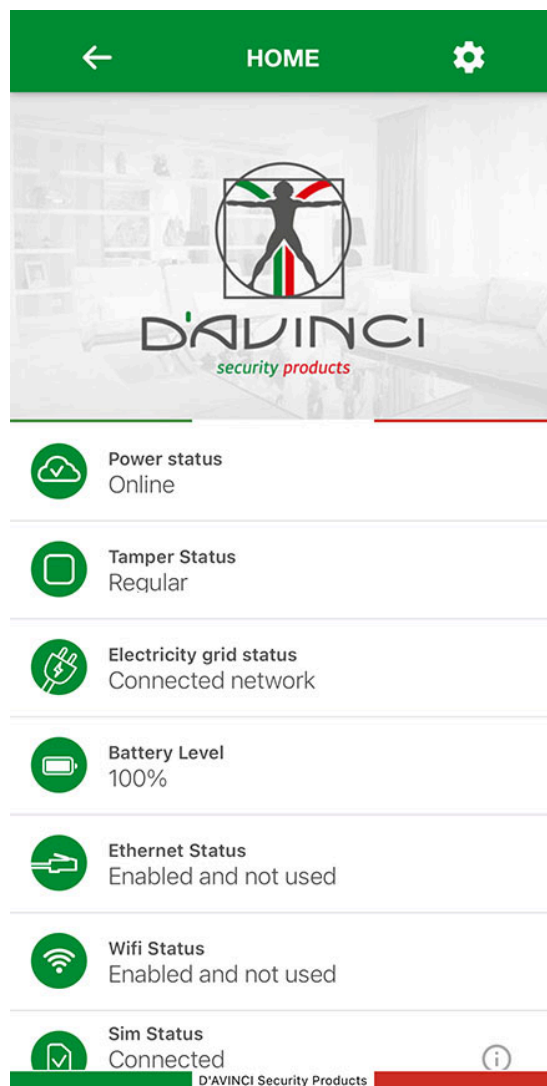 HOME
D'AVINCI
security products
Power status
Online
Tamper Status
Regular
Electricity grid status
Connected network
Battery Level
100%
Ethernet Status
Enabled and not used
Wifi Status
Enabled and not used
Sim Status
Connected
D'AVINCI Security Products